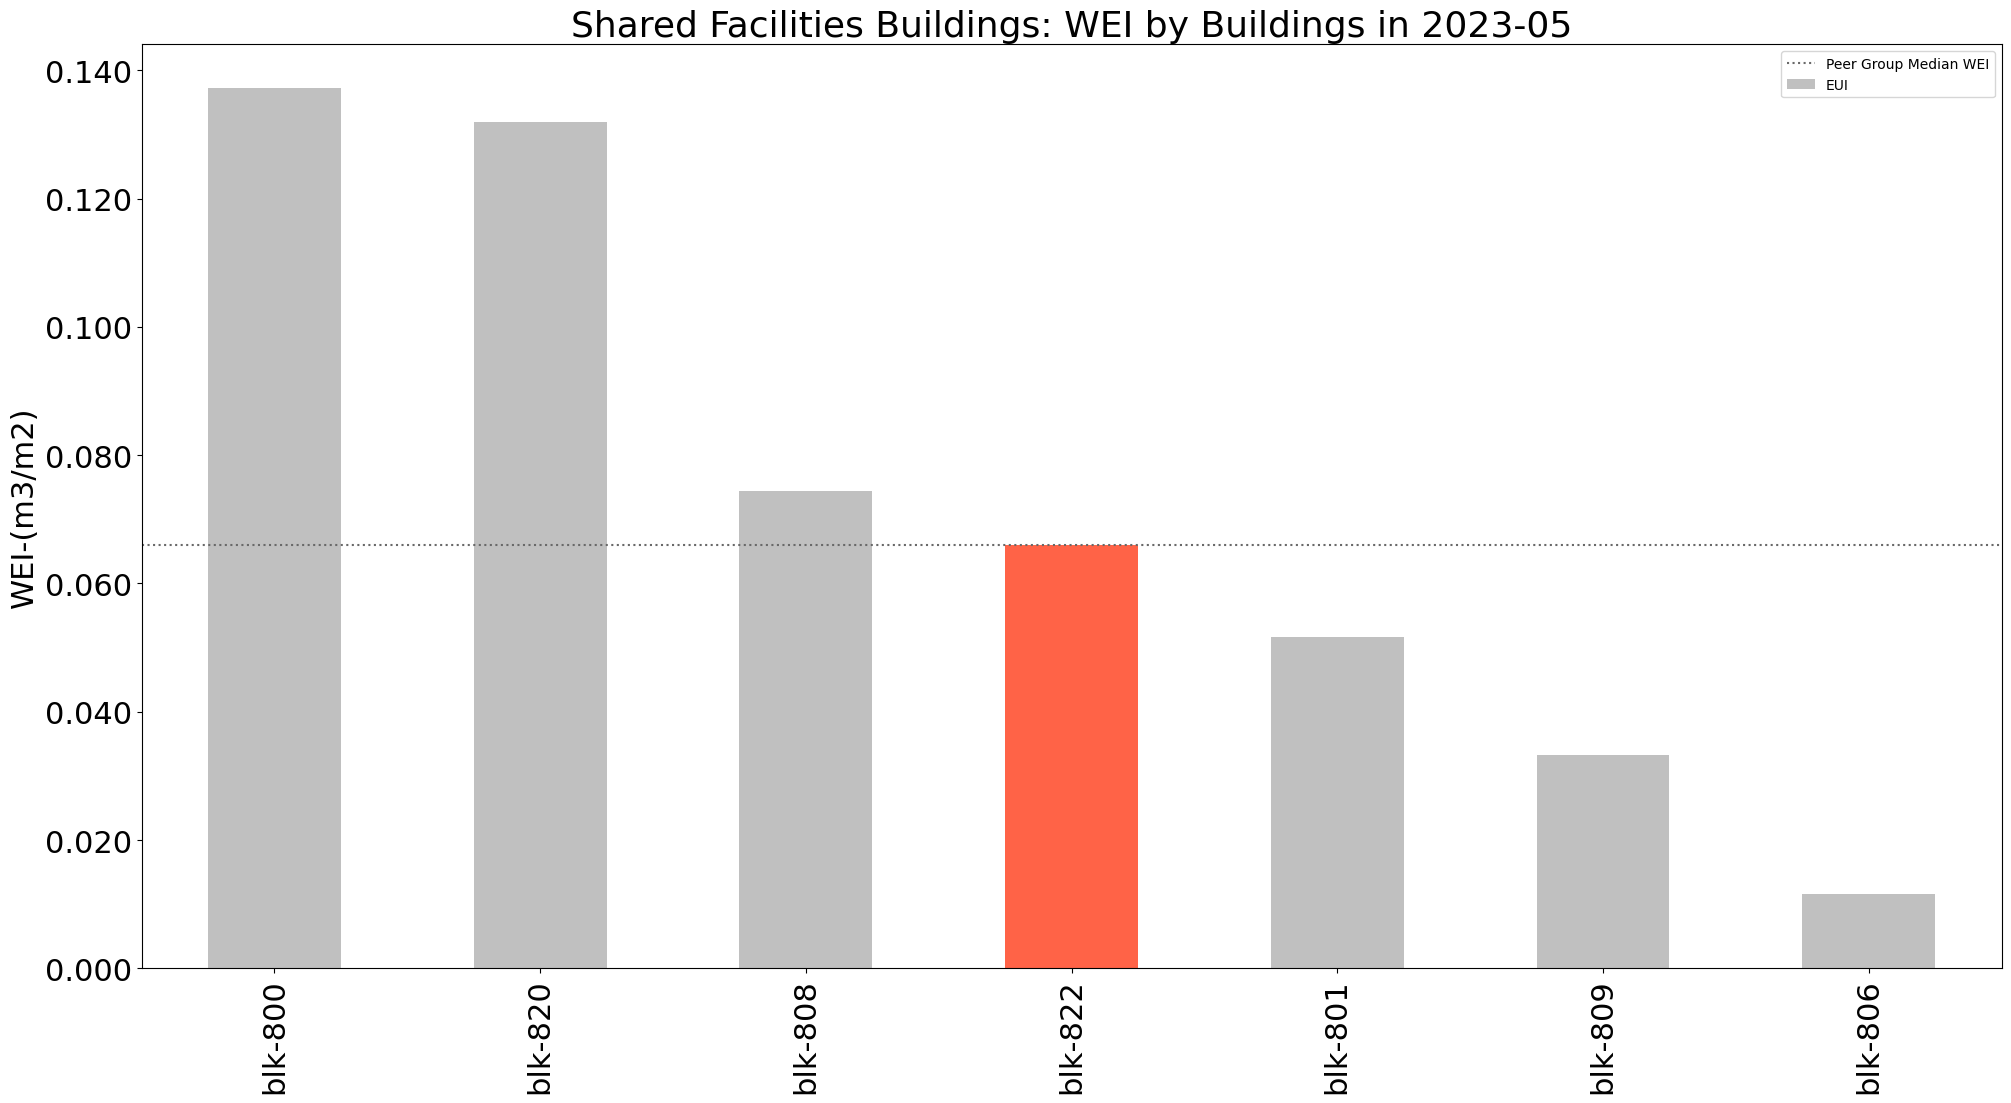 Shared Facilities Buildings: WEI by Buildings in 2023-05
Peer Group Median WEI
EUI
WEI-(m3/m2)
0.140
0.120
0.100
0.080
0.060
0.040
0.020
0.000
blk-800
blk-820
blk-808
blk-822
blk-801
blk-809
blk-806